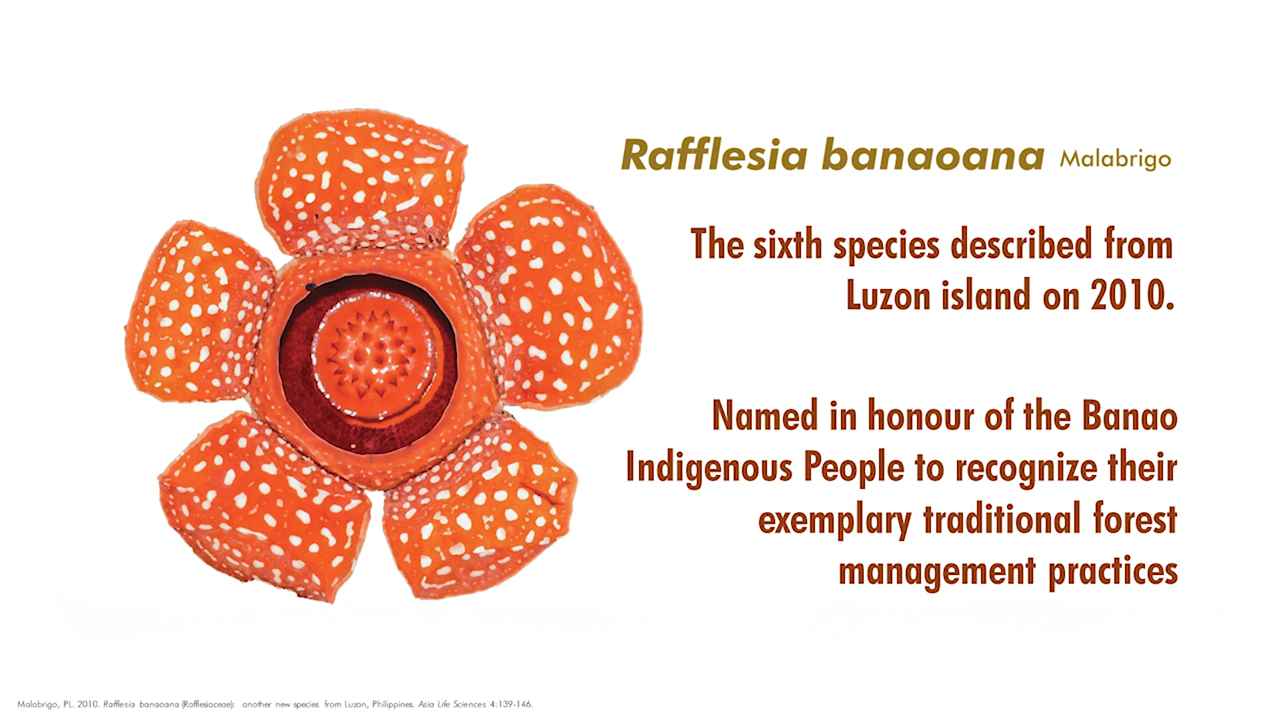 Rafflesia banaoana Malabrigo
The sixth species described from
Luzon island on 2010.
Named in honour of the Banao
Indigenous People to recognize their
exemplary traditional forest
management practices
Malabrigo, PL. 2010. Rafflesia banaoana (Rafflesiaceae): another new species from Luzon, Philippines. Asia Life Sciences 4:139-146.